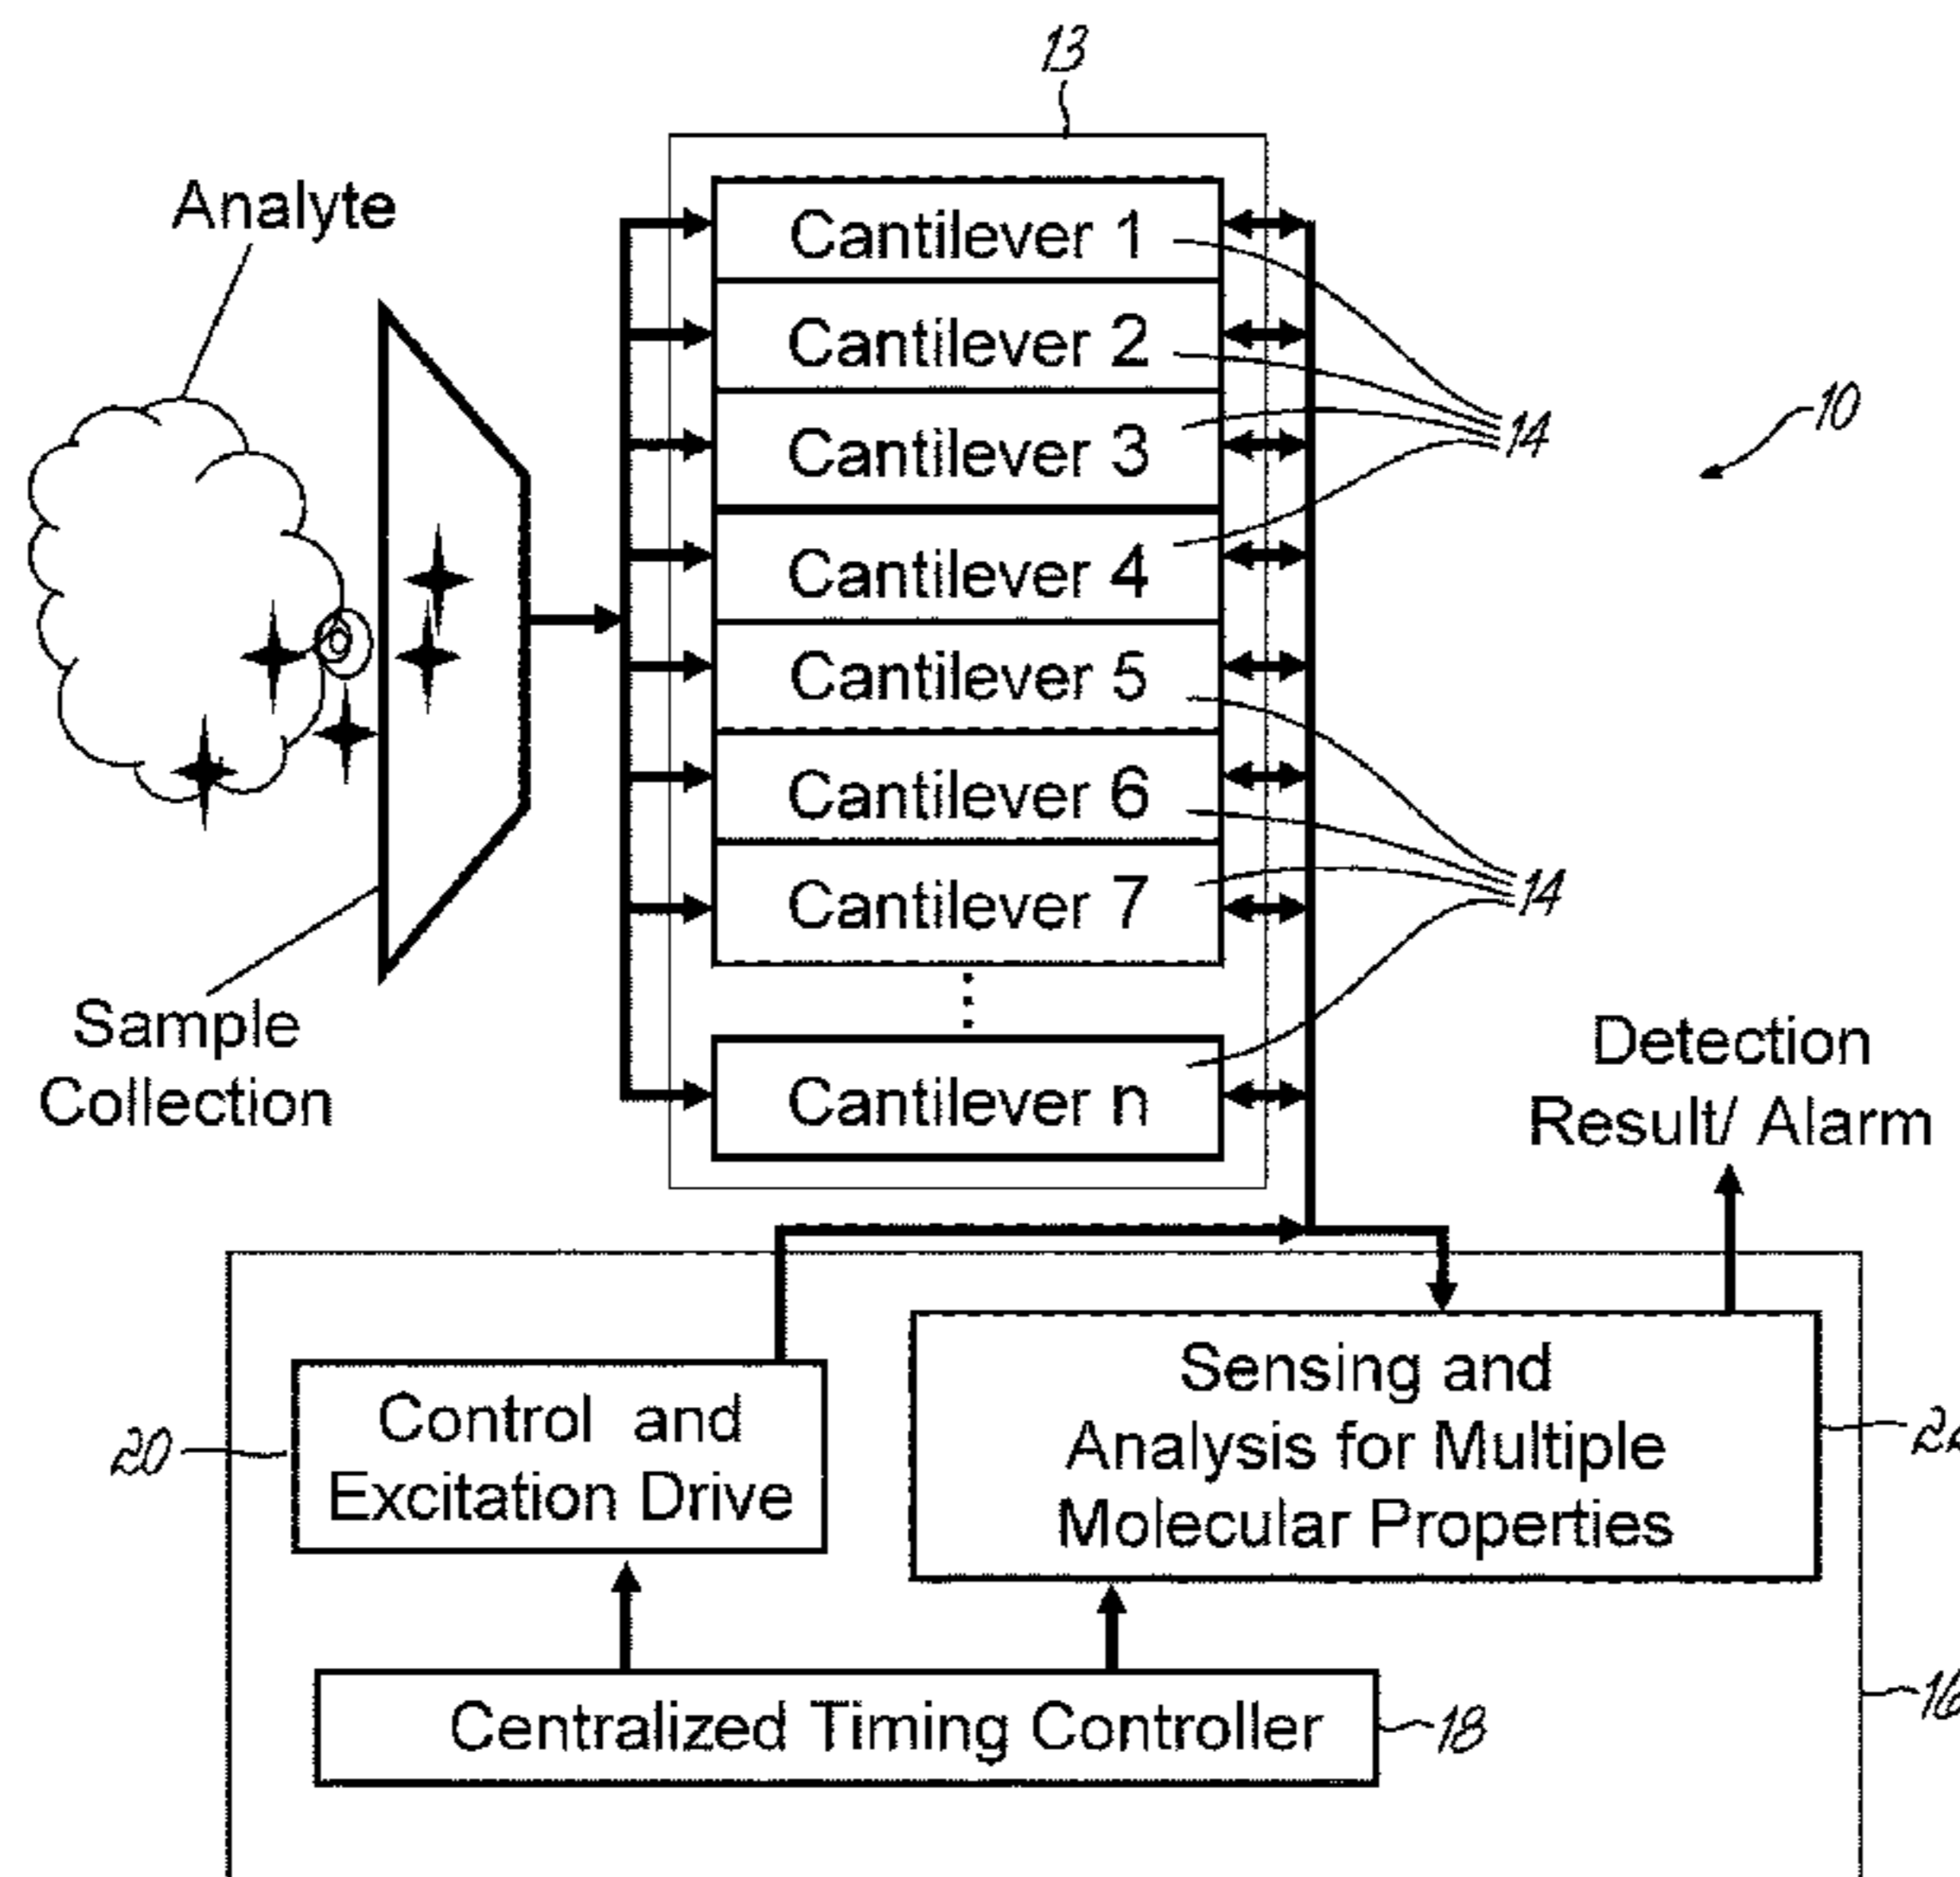 13
Analyte
Cantilever 1
Cantilever 2
Cantilever 3
Cantilever 4
Cantilever 5
Cantilever 6
Cantilever 7
Cantilever n
14
10
14
Sample
Collection
Detection
Result/ Alarm
Control and
Excitation Drive
20
Sensing and
Analysis for Multiple
Molecular Properties
22
Centralized Timing Controller
18
16